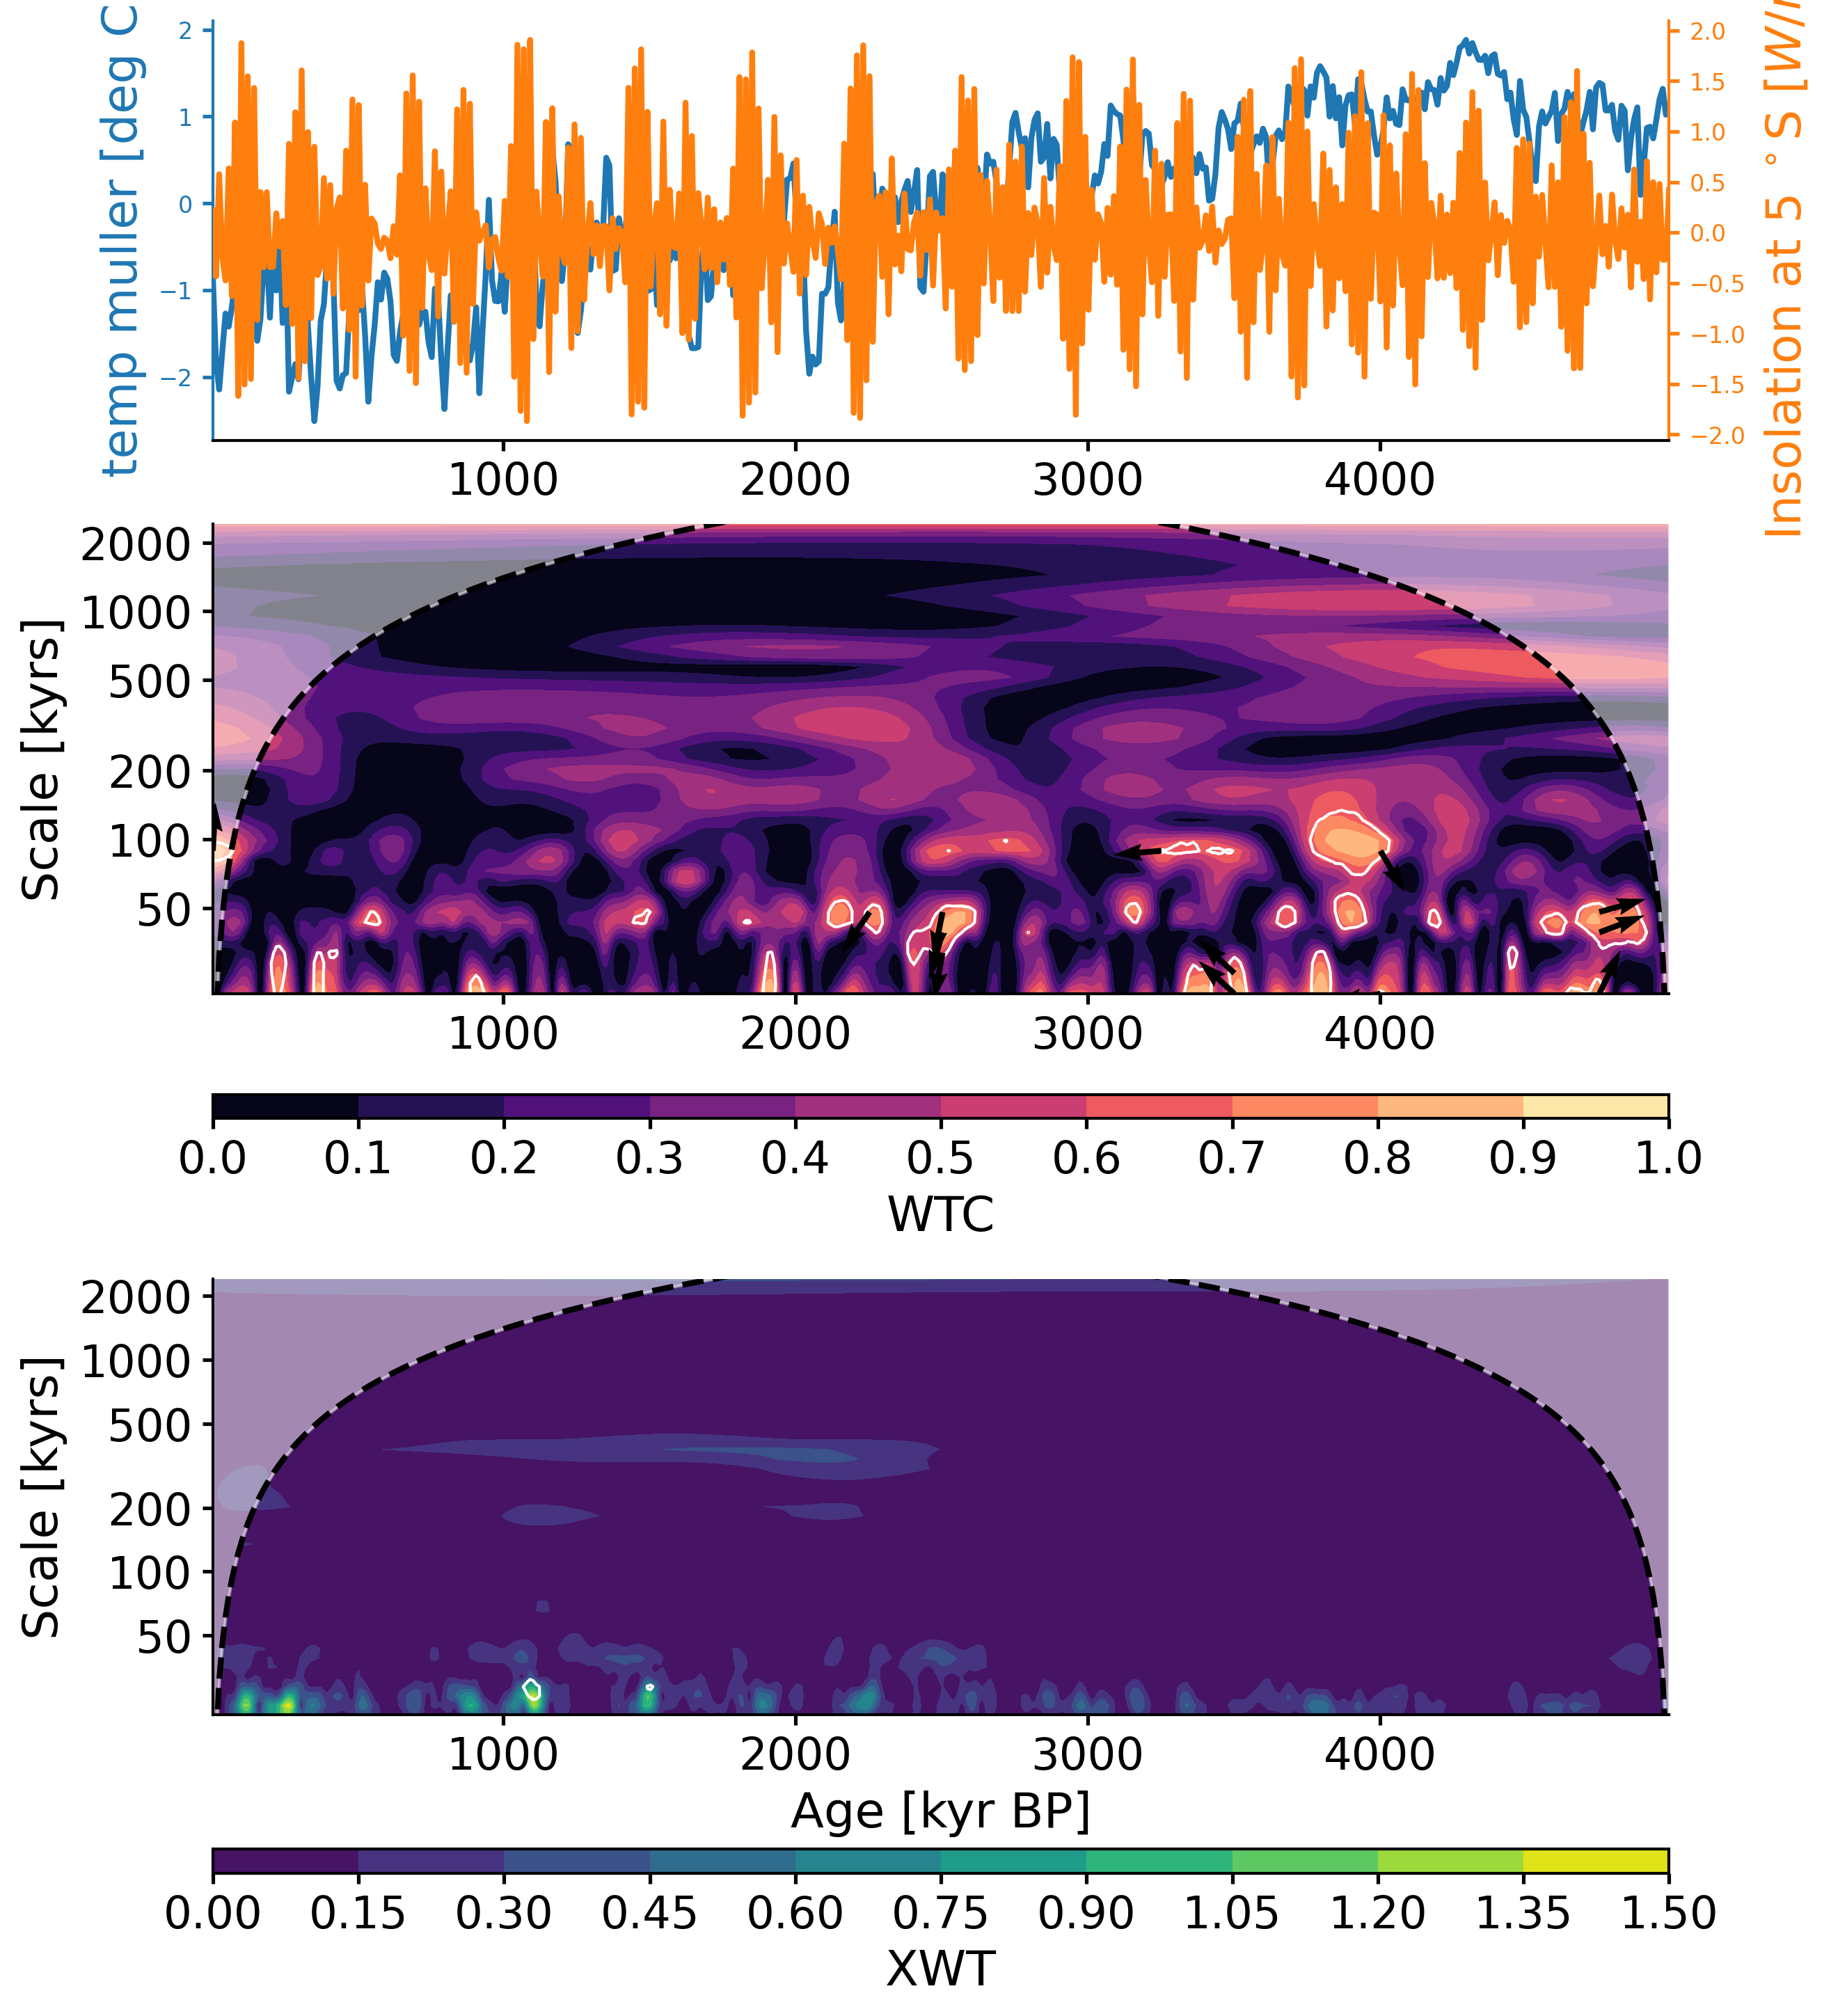 temp muller [deg C
2
1
0
−1
−2
2.0
1.5
1.0
0.5
0.0
−0.5
−1.0
−1.5
−2.0
Insolation at 5 °S [W/
1000 2000 3000 4000
Scale [kyrs]
2000
1000
500
200
100
50
1000 2000 3000 4000
0.0 0.1 0.2 0.3 0.4 0.5 0.6 0.7 0.8 0.9 1.0
WTC
Scale [kyrs]
2000
1000
500
200
100
50
1000 2000 3000 4000
Age [kyr BP]
0.00 0.15 0.30 0.45 0.60 0.75 0.90 1.05 1.20 1.35 1.50
XWT